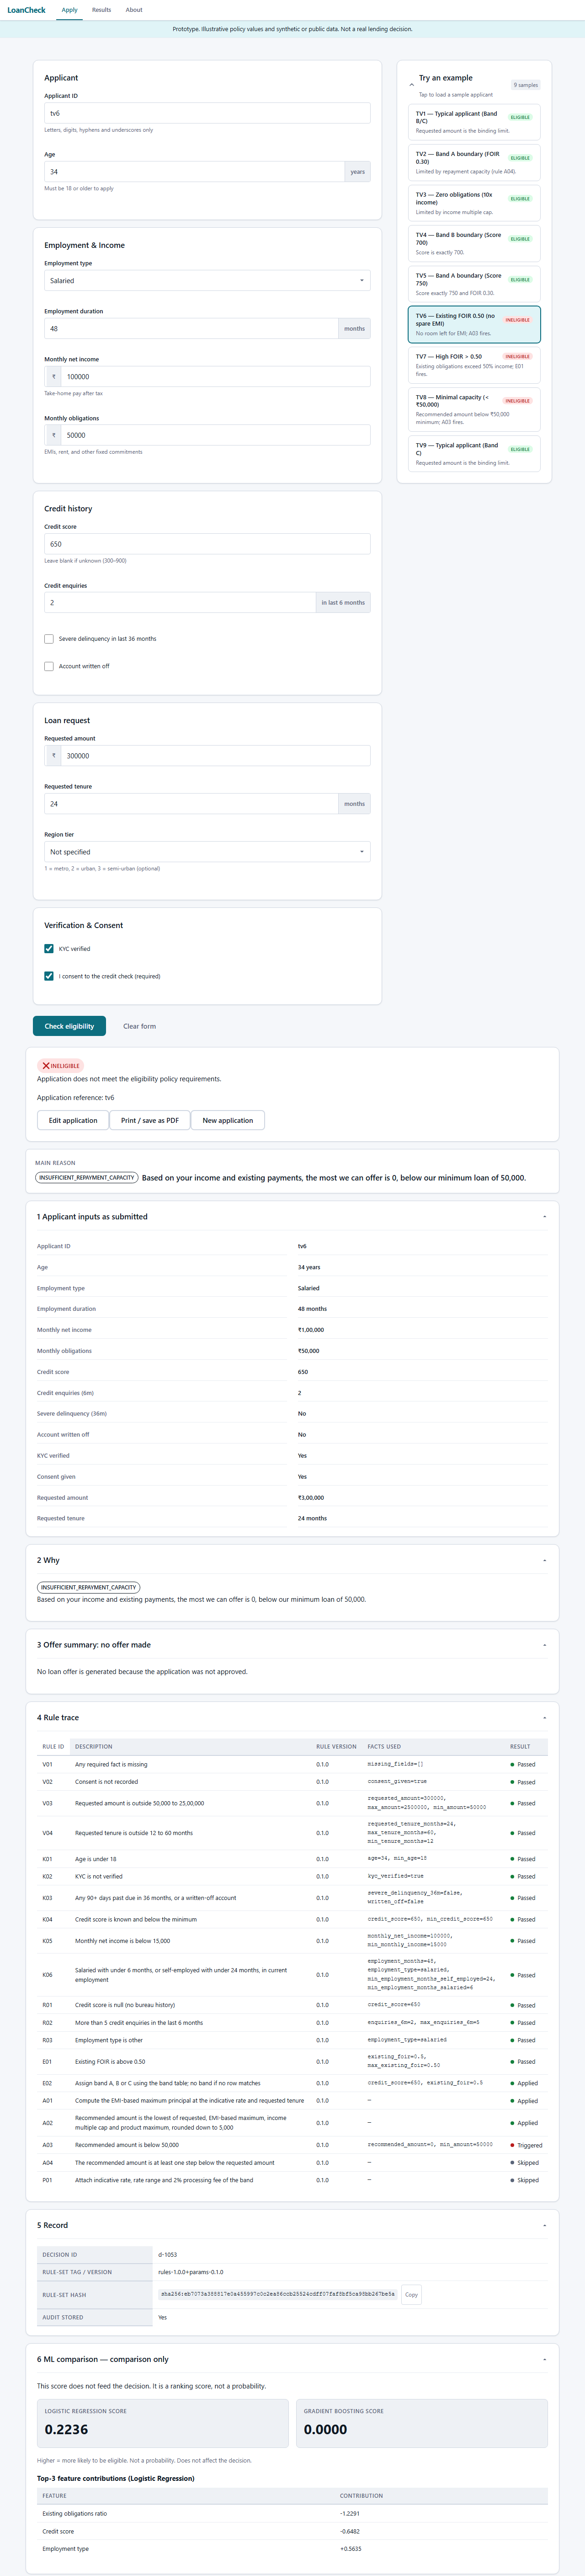 LoanCheck Apply Results About
Prototype. Illustrative policy values and synthetic or public data. Not a real lending decision.
Applicant
Applicant ID
tv6
Letters, digits, hyphens and underscores only
Age
34 years
Must be 18 or older to apply
Employment & Income
Employment type
Salaried
Employment duration
48 months
Monthly net income
₹ 100000
Take-home pay after tax
Monthly obligations
₹ 50000
EMIs, rent, and other fixed commitments
Credit history
Credit score
650
Leave blank if unknown (300–900)
Credit enquiries
2 in last 6 months
Severe delinquency in last 36 months
Account written off
Loan request
Requested amount
₹ 300000
Requested tenure
24 months
Region tier
Not specified
1 = metro, 2 = urban, 3 = semi-urban (optional)
Verification & Consent
KYC verified
I consent to the credit check (required)
Check eligibility Clear form
Try an example
9 samples
Tap to load a sample applicant
TV1 — Typical applicant (Band B/C)
ELIGIBLE
Requested amount is the binding limit.
TV2 — Band A boundary (FOIR 0.30)
ELIGIBLE
Limited by repayment capacity (rule A04).
TV3 — Zero obligations (10x income)
ELIGIBLE
Limited by income multiple cap.
TV4 — Band B boundary (Score 700)
ELIGIBLE
Score is exactly 700.
TV5 — Band A boundary (Score 750)
ELIGIBLE
Score exactly 750 and FOIR 0.30.
TV6 — Existing FOIR 0.50 (no spare EMI)
INELIGIBLE
No room left for EMI; A03 fires.
TV7 — High FOIR > 0.50
INELIGIBLE
Existing obligations exceed 50% income; E01 fires.
TV8 — Minimal capacity (< ₹50,000)
INELIGIBLE
Recommended amount below ₹50,000 minimum; A03 fires.
TV9 — Typical applicant (Band C)
ELIGIBLE
Requested amount is the binding limit.
INELIGIBLE
Application does not meet the eligibility policy requirements.
Application reference: tv6
Edit application Print / save as PDF New application
MAIN REASON
INSUFFICIENT_REPAYMENT_CAPACITY Based on your income and existing payments, the most we can offer is 0, below our minimum loan of 50,000.
1 Applicant inputs as submitted
Applicant ID tv6
Age 34 years
Employment type Salaried
Employment duration 48 months
Monthly net income ₹1,00,000
Monthly obligations ₹50,000
Credit score 650
Credit enquiries (6m) 2
Severe delinquency (36m) No
Account written off No
KYC verified Yes
Consent given Yes
Requested amount ₹3,00,000
Requested tenure 24 months
2 Why
INSUFFICIENT_REPAYMENT_CAPACITY
Based on your income and existing payments, the most we can offer is 0, below our minimum loan of 50,000.
3 Offer summary: no offer made
No loan offer is generated because the application was not approved.
4 Rule trace
RULE ID DESCRIPTION RULE VERSION FACTS USED RESULT
V01 Any required fact is missing 0.1.0 missing_fields=[] Passed
V02 Consent is not recorded 0.1.0 consent_given=true Passed
V03 Requested amount is outside 50,000 to 25,00,000 0.1.0 requested_amount=300000, max_amount=2500000, min_amount=50000 Passed
V04 Requested tenure is outside 12 to 60 months 0.1.0 requested_tenure_months=24, max_tenure_months=60, min_tenure_months=12 Passed
K01 Age is under 18 0.1.0 age=34, min_age=18 Passed
K02 KYC is not verified 0.1.0 kyc_verified=true Passed
K03 Any 90+ days past due in 36 months, or a written-off account 0.1.0 severe_delinquency_36m=false, written_off=false Passed
K04 Credit score is known and below the minimum 0.1.0 credit_score=650, min_credit_score=650 Passed
K05 Monthly net income is below 15,000 0.1.0 monthly_net_income=100000, min_monthly_income=15000 Passed
K06 Salaried with under 6 months, or self-employed with under 24 months, in current employment 0.1.0 employment_months=48, employment_type=salaried, min_employment_months_self_employed=24, min_employment_months_salaried=6 Passed
R01 Credit score is null (no bureau history) 0.1.0 credit_score=650 Passed
R02 More than 5 credit enquiries in the last 6 months 0.1.0 enquiries_6m=2, max_enquiries_6m=5 Passed
R03 Employment type is other 0.1.0 employment_type=salaried Passed
E01 Existing FOIR is above 0.50 0.1.0 existing_foir=0.5, max_existing_foir=0.50 Passed
E02 Assign band A, B or C using the band table; no band if no row matches 0.1.0 credit_score=650, existing_foir=0.5 Applied
A01 Compute the EMI-based maximum principal at the indicative rate and requested tenure 0.1.0 — Applied
A02 Recommended amount is the lowest of requested, EMI-based maximum, income multiple cap and product maximum, rounded down to 5,000 0.1.0 — Applied
A03 Recommended amount is below 50,000 0.1.0 recommended_amount=0, min_amount=50000 Triggered
A04 The recommended amount is at least one step below the requested amount 0.1.0 — Skipped
P01 Attach indicative rate, rate range and 2% processing fee of the band 0.1.0 — Skipped
5 Record
DECISION ID d-1053
RULE-SET TAG / VERSION rules-1.0.0+params-0.1.0
RULE-SET HASH Copy
AUDIT STORED Yes
6 ML comparison — comparison only
This score does not feed the decision. It is a ranking score, not a probability.
LOGISTIC REGRESSION SCORE
0.2236
GRADIENT BOOSTING SCORE
0.0000
Higher = more likely to be eligible. Not a probability. Does not affect the decision.
Top-3 feature contributions (Logistic Regression)
FEATURE CONTRIBUTION
Existing obligations ratio -1.2291
Credit score -0.6482
Employment type +0.5635